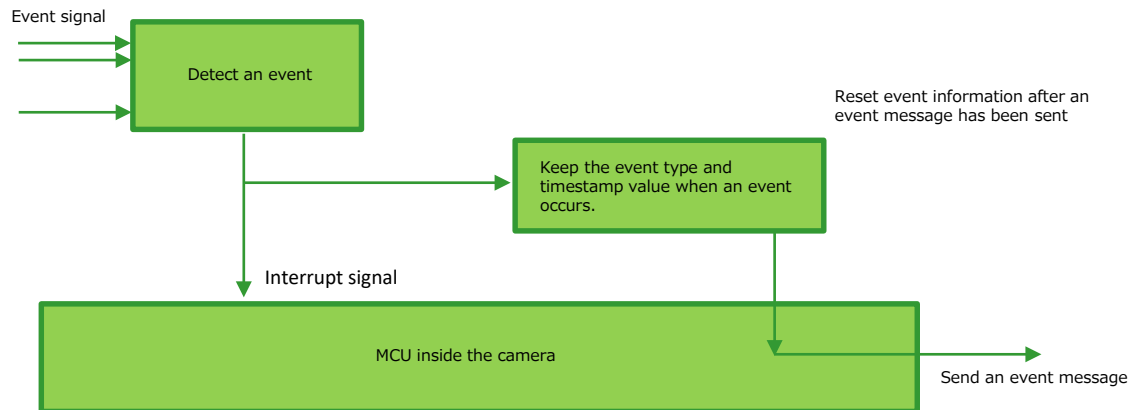 Event signal
Detect an event
Reset event information after an
event message has been sent
Keep the event type and
timestamp value when an event
occurs.
Interrupt signal
MCU inside the camera
Send an event message